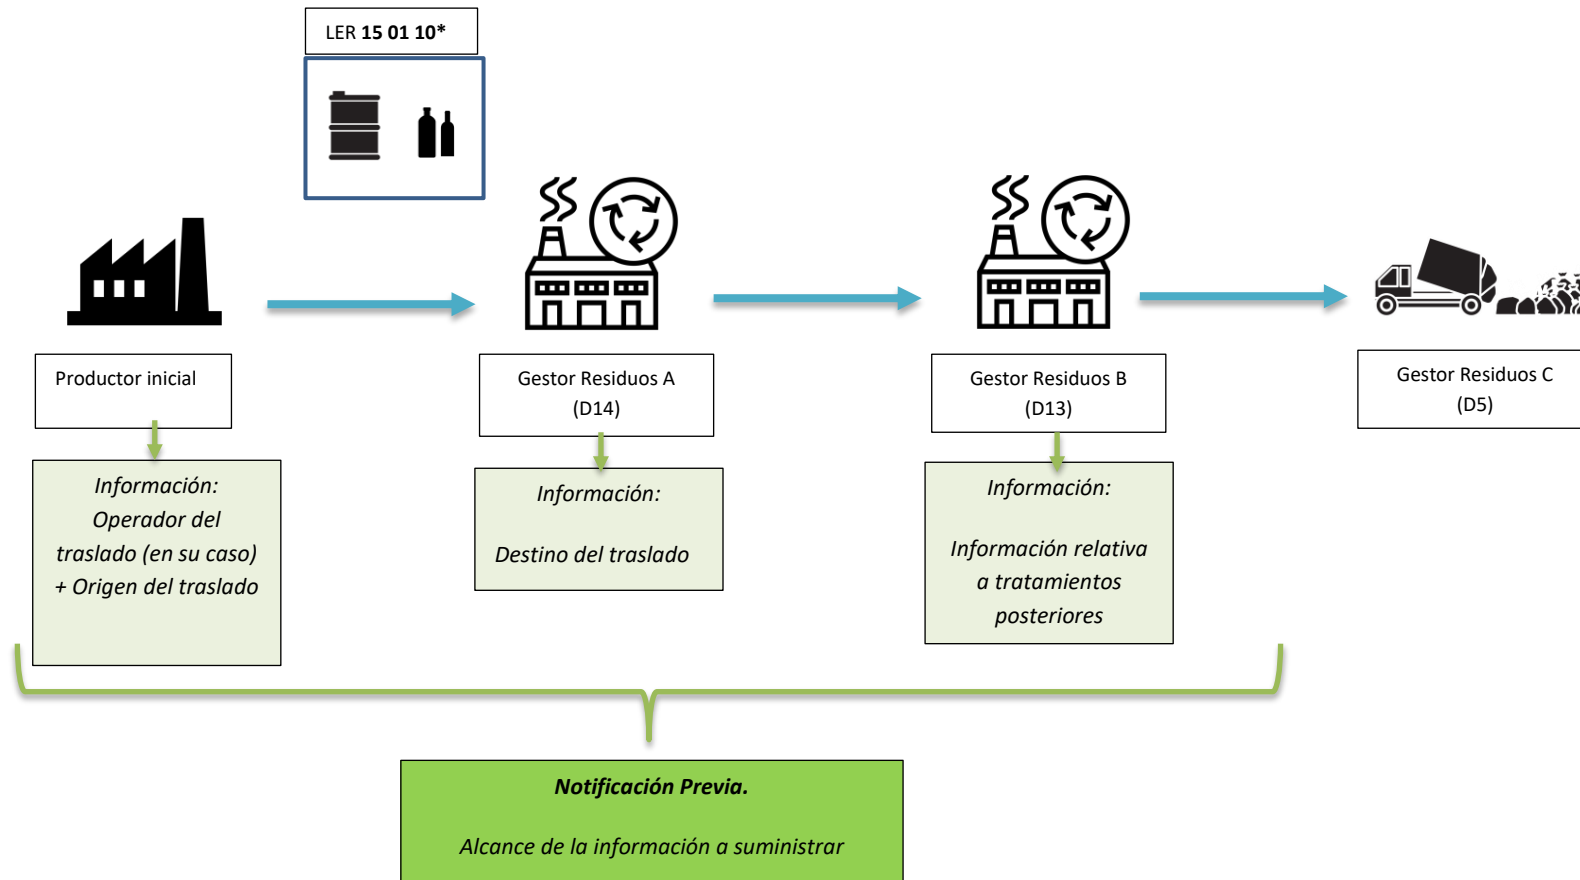 LER 15 01 10*
Productor inicial
Gestor Residuos A
(D14)
Gestor Residuos B
(D13)
Gestor Residuos C
(D5)
Información:
Operador del
traslado (en su caso)
+ Origen del traslado
Información:
Destino del traslado
Información:
Información relativa
a tratamientos
posteriores
Notificación Previa.
Alcance de la información a suministrar